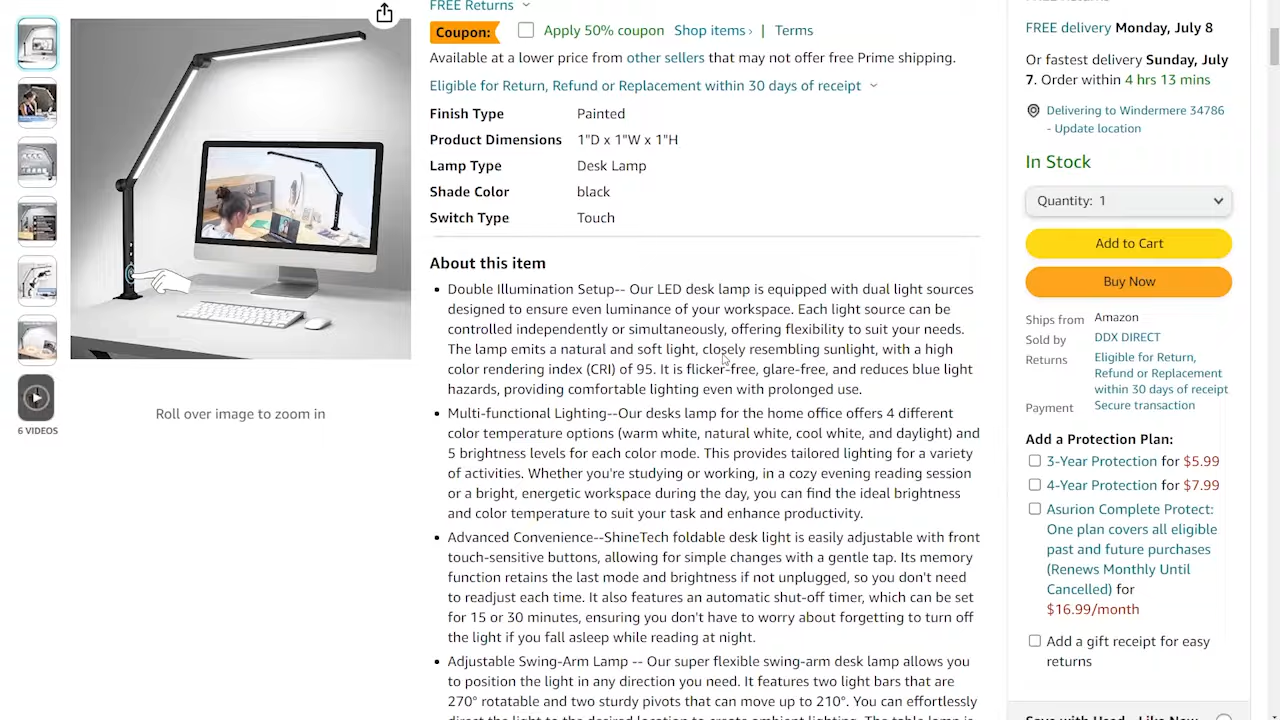 FREE Returns
Coupon: Apply 50% coupon Shop items › | Terms
Available at a lower price from other sellers that may not offer free Prime shipping.
Eligible for Return, Refund or Replacement within 30 days of receipt
Finish Type Painted
Product Dimensions 1"D x 1"W x 1"H
Lamp Type Desk Lamp
Shade Color black
Switch Type Touch
About this item
• Double Illumination Setup-- Our LED desk lamp is equipped with dual light sources
designed to ensure even luminance of your workspace. Each light source can be
controlled independently or simultaneously, offering flexibility to suit your needs.
The lamp emits a natural and soft light, closely resembling sunlight, with a high
color rendering index (CRI) of 95. It is flicker-free, glare-free, and reduces blue light
hazards, providing comfortable lighting even with prolonged use.
• Multi-functional Lighting--Our desks lamp for the home office offers 4 different
color temperature options (warm white, natural white, cool white, and daylight) and
5 brightness levels for each color mode. This provides tailored lighting for a variety
of activities. Whether you're studying or working, in a cozy evening reading session
or a bright, energetic workspace during the day, you can find the ideal brightness
and color temperature to suit your task and enhance productivity.
• Advanced Convenience--ShineTech foldable desk light is easily adjustable with front
touch-sensitive buttons, allowing for simple changes with a gentle tap. Its memory
function retains the last mode and brightness if not unplugged, so you don't need
to readjust each time. It also features an automatic shut-off timer, which can be set
for 15 or 30 minutes, ensuring you don't have to worry about forgetting to turn off
the light if you fall asleep while reading at night.
• Adjustable Swing-Arm Lamp -- Our super flexible swing-arm desk lamp allows you
to position the light in any direction you need. It features two light bars that are
270° rotatable and two sturdy pivots that can move up to 210°. You can effortlessly
direct the light to the desired location to create ambient lighting. The table lamp is
6 VIDEOS
Roll over image to zoom in
FREE Returns
FREE delivery Monday, July 8
Or fastest delivery Sunday, July
7. Order within 4 hrs 13 mins
Delivering to Windermere 34786
- Update location
In Stock
Quantity: 1
Add to Cart
Buy Now
Ships from Amazon
Sold by DDX DIRECT
Returns Eligible for Return,
Refund or Replacement
within 30 days of receipt
Payment Secure transaction
Add a Protection Plan:
3-Year Protection for $5.99
4-Year Protection for $7.99
Asurion Complete Protect:
One plan covers all eligible
past and future purchases
(Renews Monthly Until
Cancelled) for
$16.99/month
Add a gift receipt for easy
returns
Save with Used - Like New